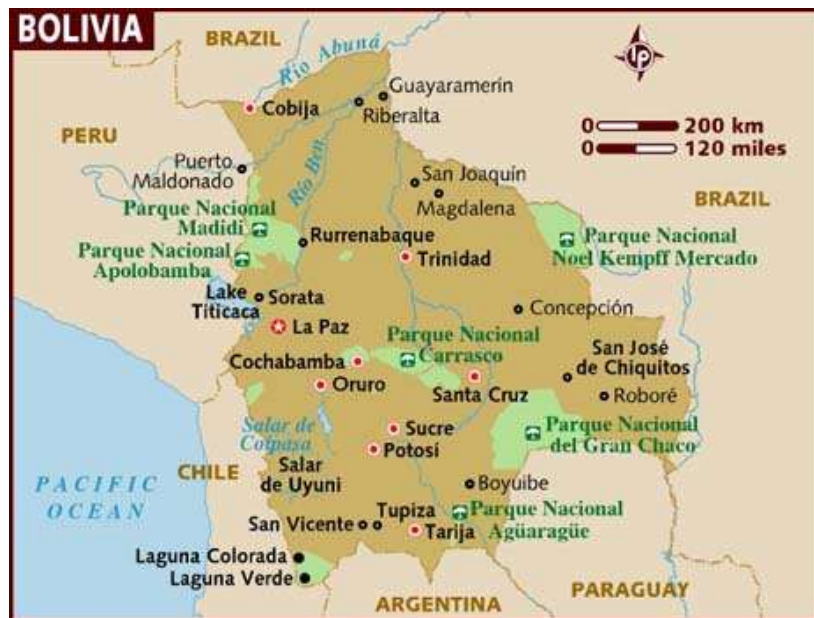 BOLIVIA
BRAZIL
Río Abuná
Guayaramerín
Cobija
Riberalta
PERU
0 200 km
0 120 miles
Puerto
Maldonado
Río Ben
San Joaquín
Magdalena
BRAZIL
Parque Nacional
Madidi
Rurrenabaque
Parque Nacional
Noel Kempff Mercado
Parque Nacional
Apolobamba
Trinidad
Lake
Titicaca
Sorata
Concepción
La Paz
Parque Nacional
Carrasco
San José
de Chiquitos
Cochabamba
Oruro
Santa Cruz
Roboré
Salar de
Coipasa
Sucre
Parque Nacional
del Gran Chaco
Potosí
CHILE
Salar
de Uyuni
PACIFIC
OCEAN
Boyuibe
Tupiza
Parque Nacional
Agüaragüe
San Vicente
Tarija
Laguna Colorada
Laguna Verde
PARAGUAY
ARGENTINA
lp